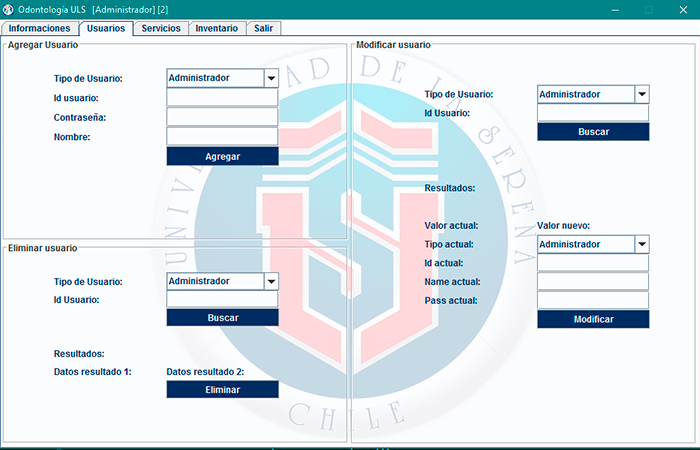 Odontología ULS [Administrador] [2]
Informaciones Usuarios Servicios Inventario Salir
Agregar Usuario
Tipo de Usuario: Administrador
Id usuario:
Contraseña:
Nombre:
Agregar
Eliminar usuario
Tipo de Usuario: Administrador
Id Usuario:
Buscar
Resultados:
Datos resultado 1: Datos resultado 2:
Eliminar
Modificar usuario
Tipo de Usuario: Administrador
Id Usuario:
Buscar
Resultados:
Valor actual: Valor nuevo:
Tipo actual: Administrador
Id actual:
Name actual:
Pass actual:
Modificar
UNIVERSIDAD DE LA SERENA
CHILE